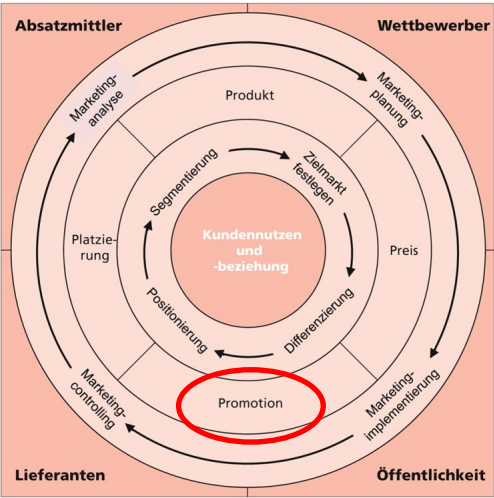 Absatzmittler
Wettbewerber
Marketing-
analyse
Marketing-
planung
Produkt
Segmentierung
Zielmarkt
festlegen
Platzie-
rung
Kundennutzen
und
-beziehung
Preis
Positionierung
Differenzierung
Marketing-
controlling
Promotion
Marketing-
implementierung
Lieferanten
Öffentlichkeit